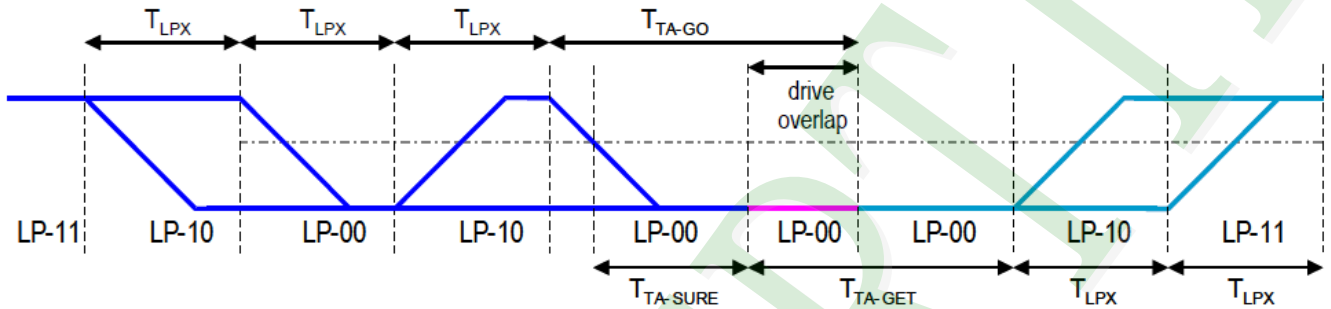 TLPX TLPX TLPX TTA-GO
drive
overlap
LP-11 LP-10 LP-00 LP-10 LP-00 LP-00 LP-00 LP-10 LP-11
TTA-SURE TTA-GET TLPX TLPX